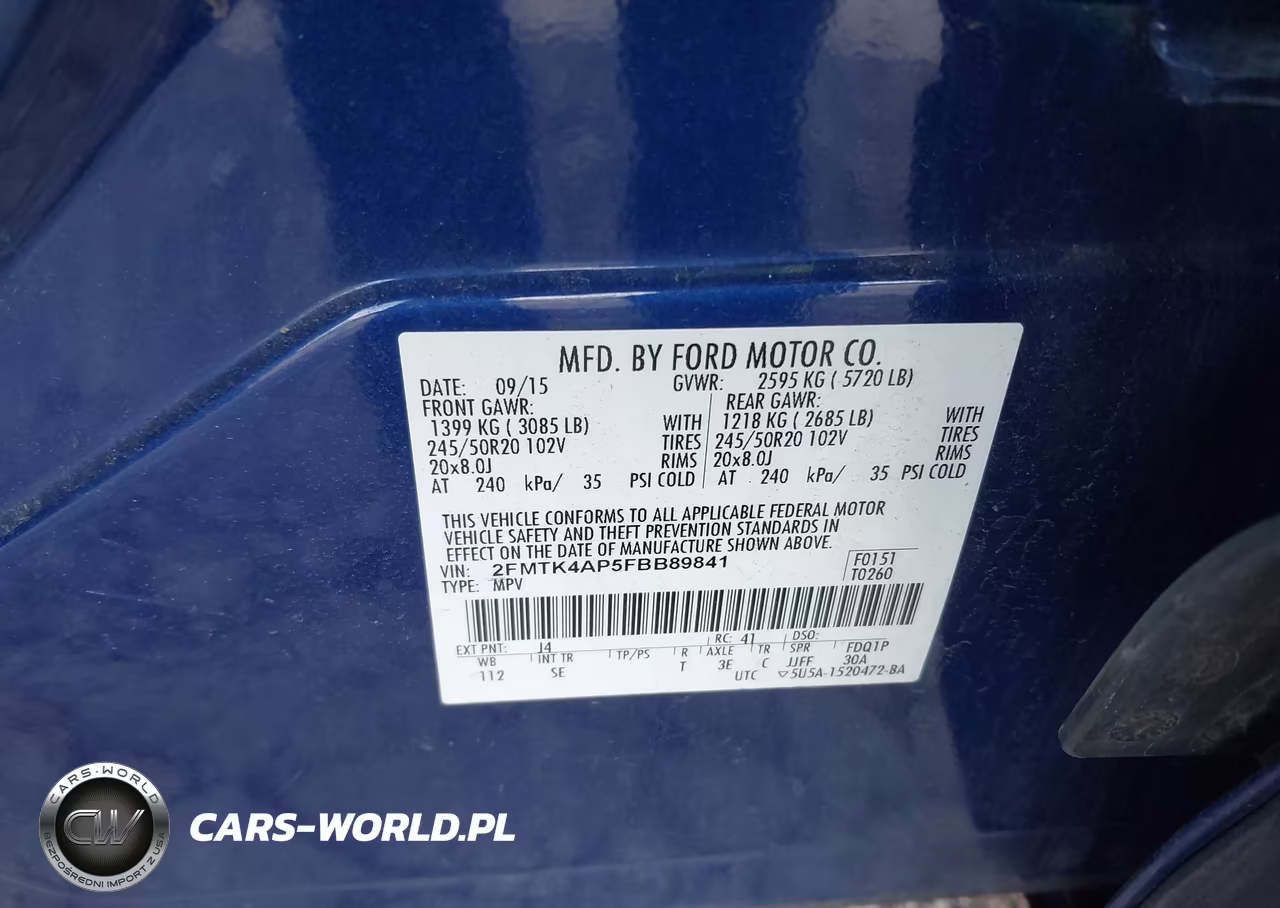 MFD. BY FORD MOTOR CO.
DATE: 09/15 GVWR: 2595 KG ( 5720 LB)
FRONT GAWR: REAR GAWR:
1399 KG ( 3085 LB) WITH 1218 KG ( 2685 LB) WITH
245/50R20 102V TIRES 245/50R20 102V TIRES
20x8.0J RIMS 20x8.0J RIMS
AT 240 kPa/ 35 PSI COLD AT 240 kPa/ 35 PSI COLD
THIS VEHICLE CONFORMS TO ALL APPLICABLE FEDERAL MOTOR
VEHICLE SAFETY AND THEFT PREVENTION STANDARDS IN
EFFECT ON THE DATE OF MANUFACTURE SHOWN ABOVE.
VIN: 2FMTK4AP5FBB89841 F0151
TYPE: MPV T0260
EXT PNT: J4 RC: 41 DSO:
WB INT TR TP/PS R AXLE TR SPR FDQ1P
112 SE T 3E C JJFF 30A
UTC ▽5U5A-1520472-BA
CARS-WORLD
CW
BEZPOŚREDNI IMPORT Z USA
CARS-WORLD.PL